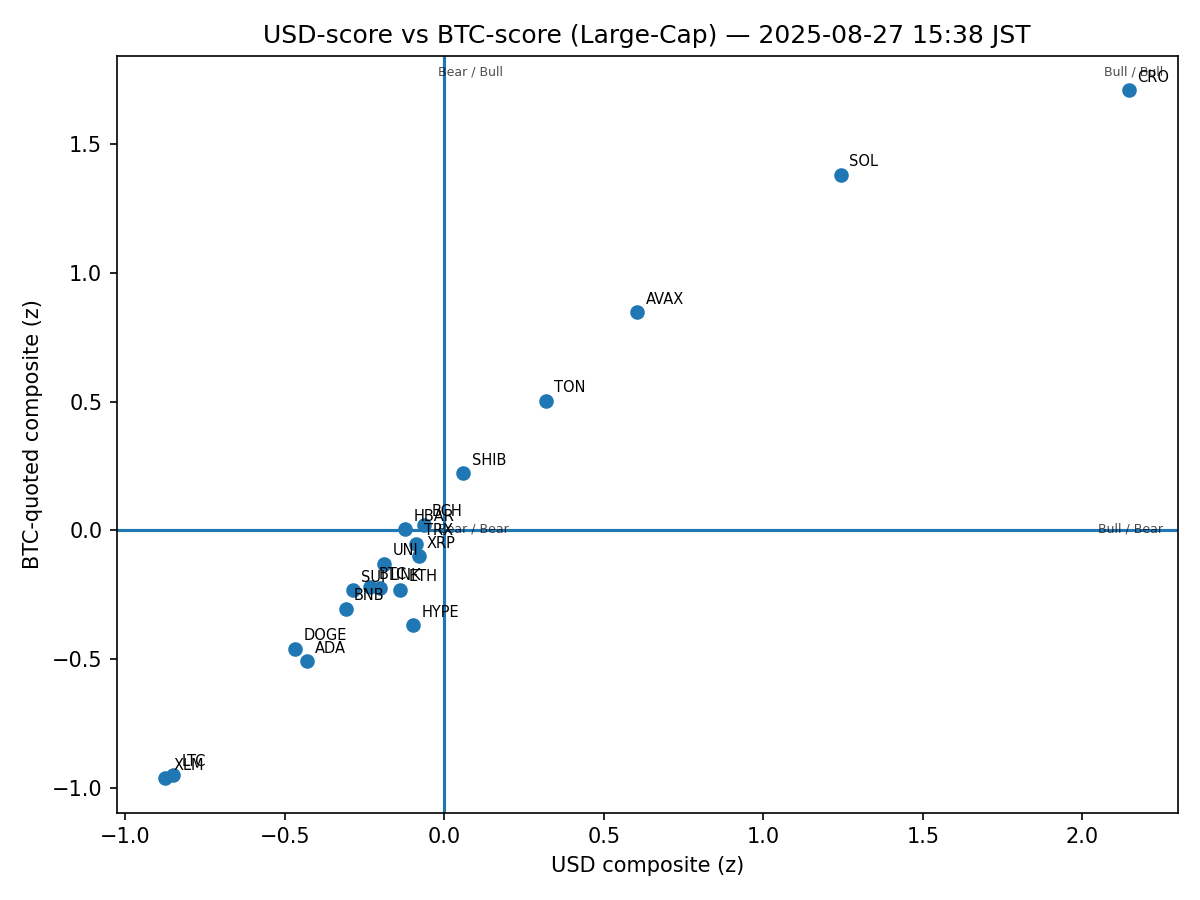 USD-score vs BTC-score (Large-Cap) — 2025-08-27 15:38 JST
Bear / Bull
Bull / Bull
CRO
1.5
SOL
1.0
AVAX
0.5
TON
SHIB
BCH
HBAR
0.0
TRX
Bear / Bear
Bull / Bear
XRP
UNI
SUI
BTC
LINK
ETH
BNB
HYPE
DOGE
ADA
−0.5
LTC
XLM
−1.0
−1.0
−0.5
0.0
0.5
1.0
1.5
2.0
USD composite (z)
BTC-quoted composite (z)